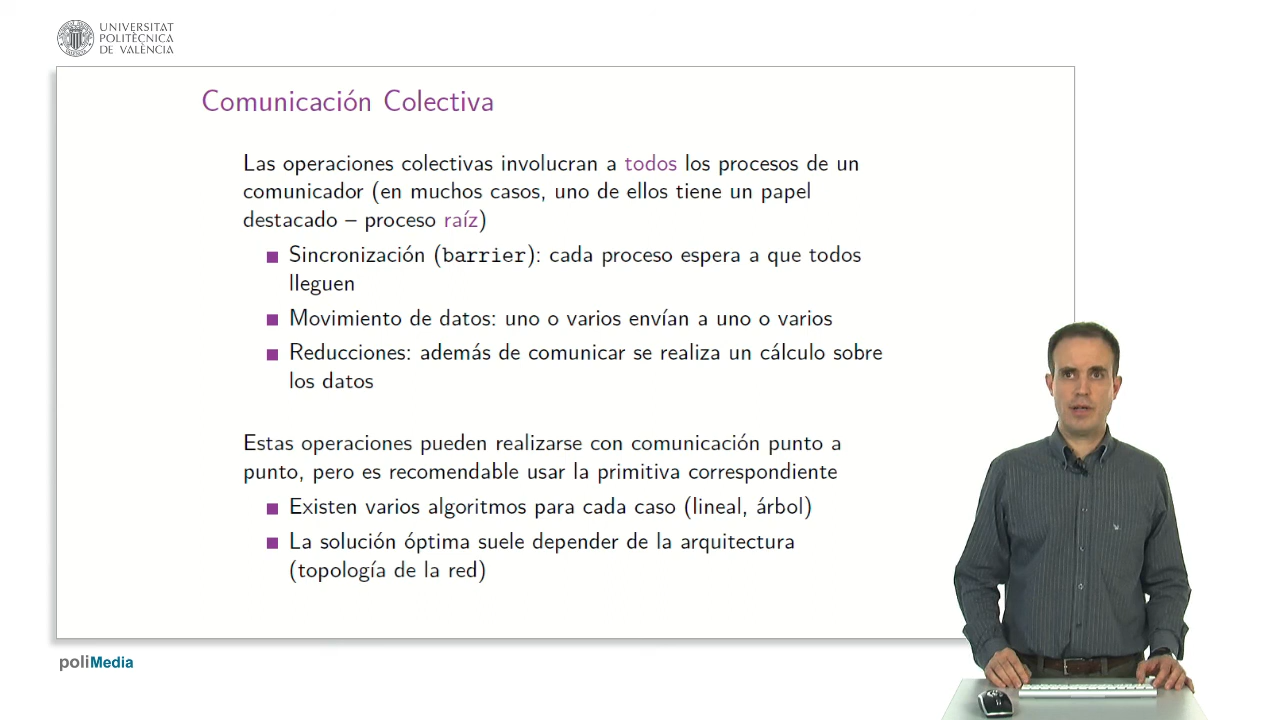 UNIVERSITAT
POLITÈCNICA
DE VALÈNCIA
Comunicación Colectiva
Las operaciones colectivas involucran a todos los procesos de un
comunicador (en muchos casos, uno de ellos tiene un papel
destacado – proceso raíz)
Sincronización (barrier): cada proceso espera a que todos
lleguen
Movimiento de datos: uno o varios envían a uno o varios
Reducciones: además de comunicar se realiza un cálculo sobre
los datos
Estas operaciones pueden realizarse con comunicación punto a
punto, pero es recomendable usar la primitiva correspondiente
Existen varios algoritmos para cada caso (lineal, árbol)
La solución óptima suele depender de la arquitectura
(topología de la red)
poliMedia